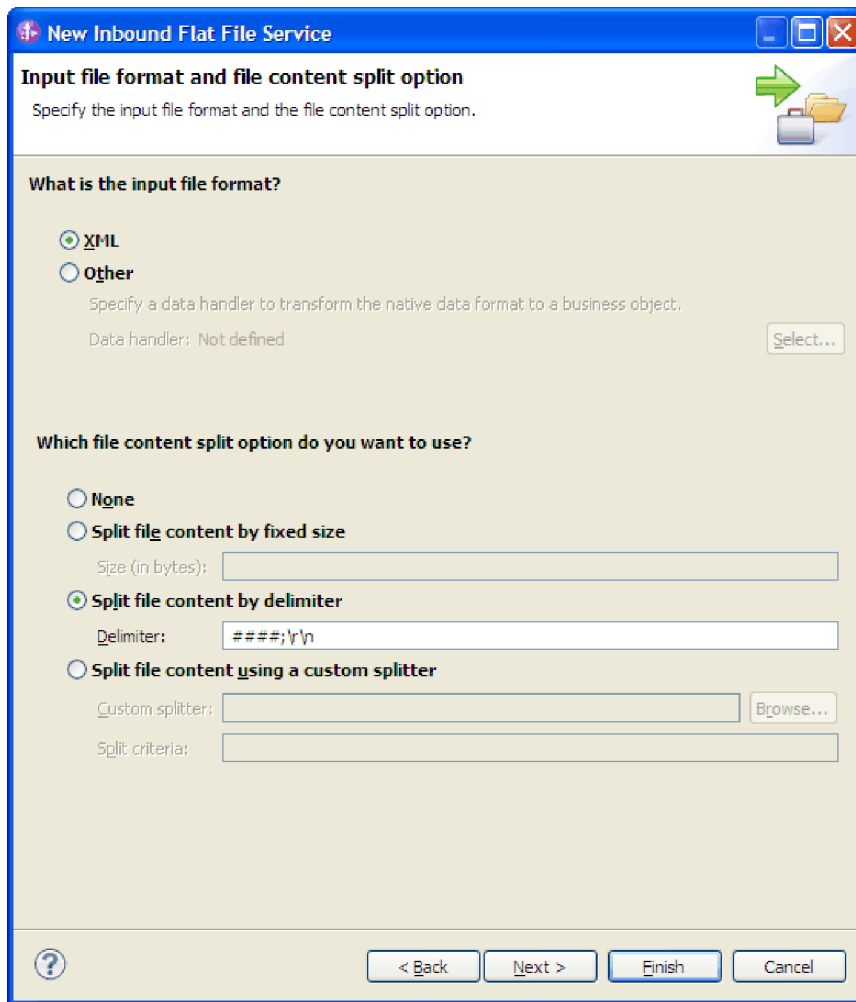 New Inbound Flat File Service
Input file format and file content split option
Specify the input file format and the file content split option.
What is the input file format?
XML
Other
Specify a data handler to transform the native data format to a business object.
Data handler: Not defined
Select...
Which file content split option do you want to use?
None
Split file content by fixed size
Size (in bytes):
Split file content by delimiter
Delimiter: ####;\r\n
Split file content using a custom splitter
Custom splitter:
Browse...
Split criteria:
?
< Back Next > Finish Cancel